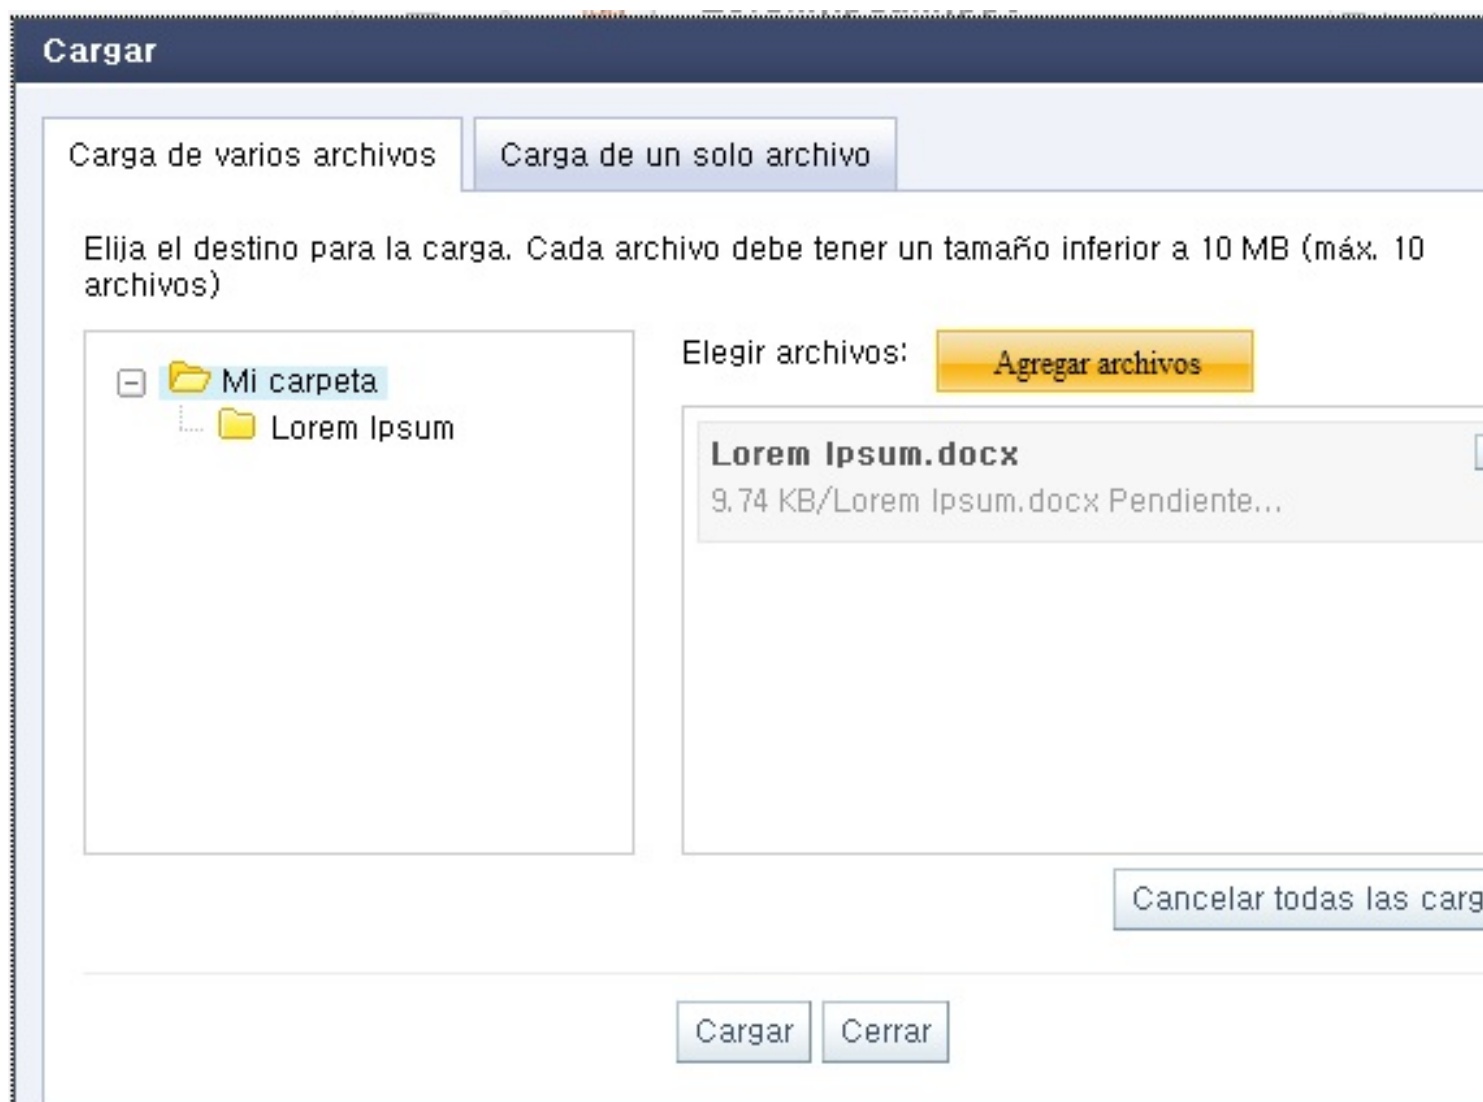 Cargar
Carga de varios archivos
Carga de un solo archivo
Elija el destino para la carga. Cada archivo debe tener un tamaño inferior a 10 MB (máx. 10
archivos)
Mi carpeta
Lorem Ipsum
Elegir archivos:
Agregar archivos
Lorem Ipsum.docx
9.74 KB/Lorem Ipsum.docx Pendiente...
Cancelar todas las carg
Cargar
Cerrar